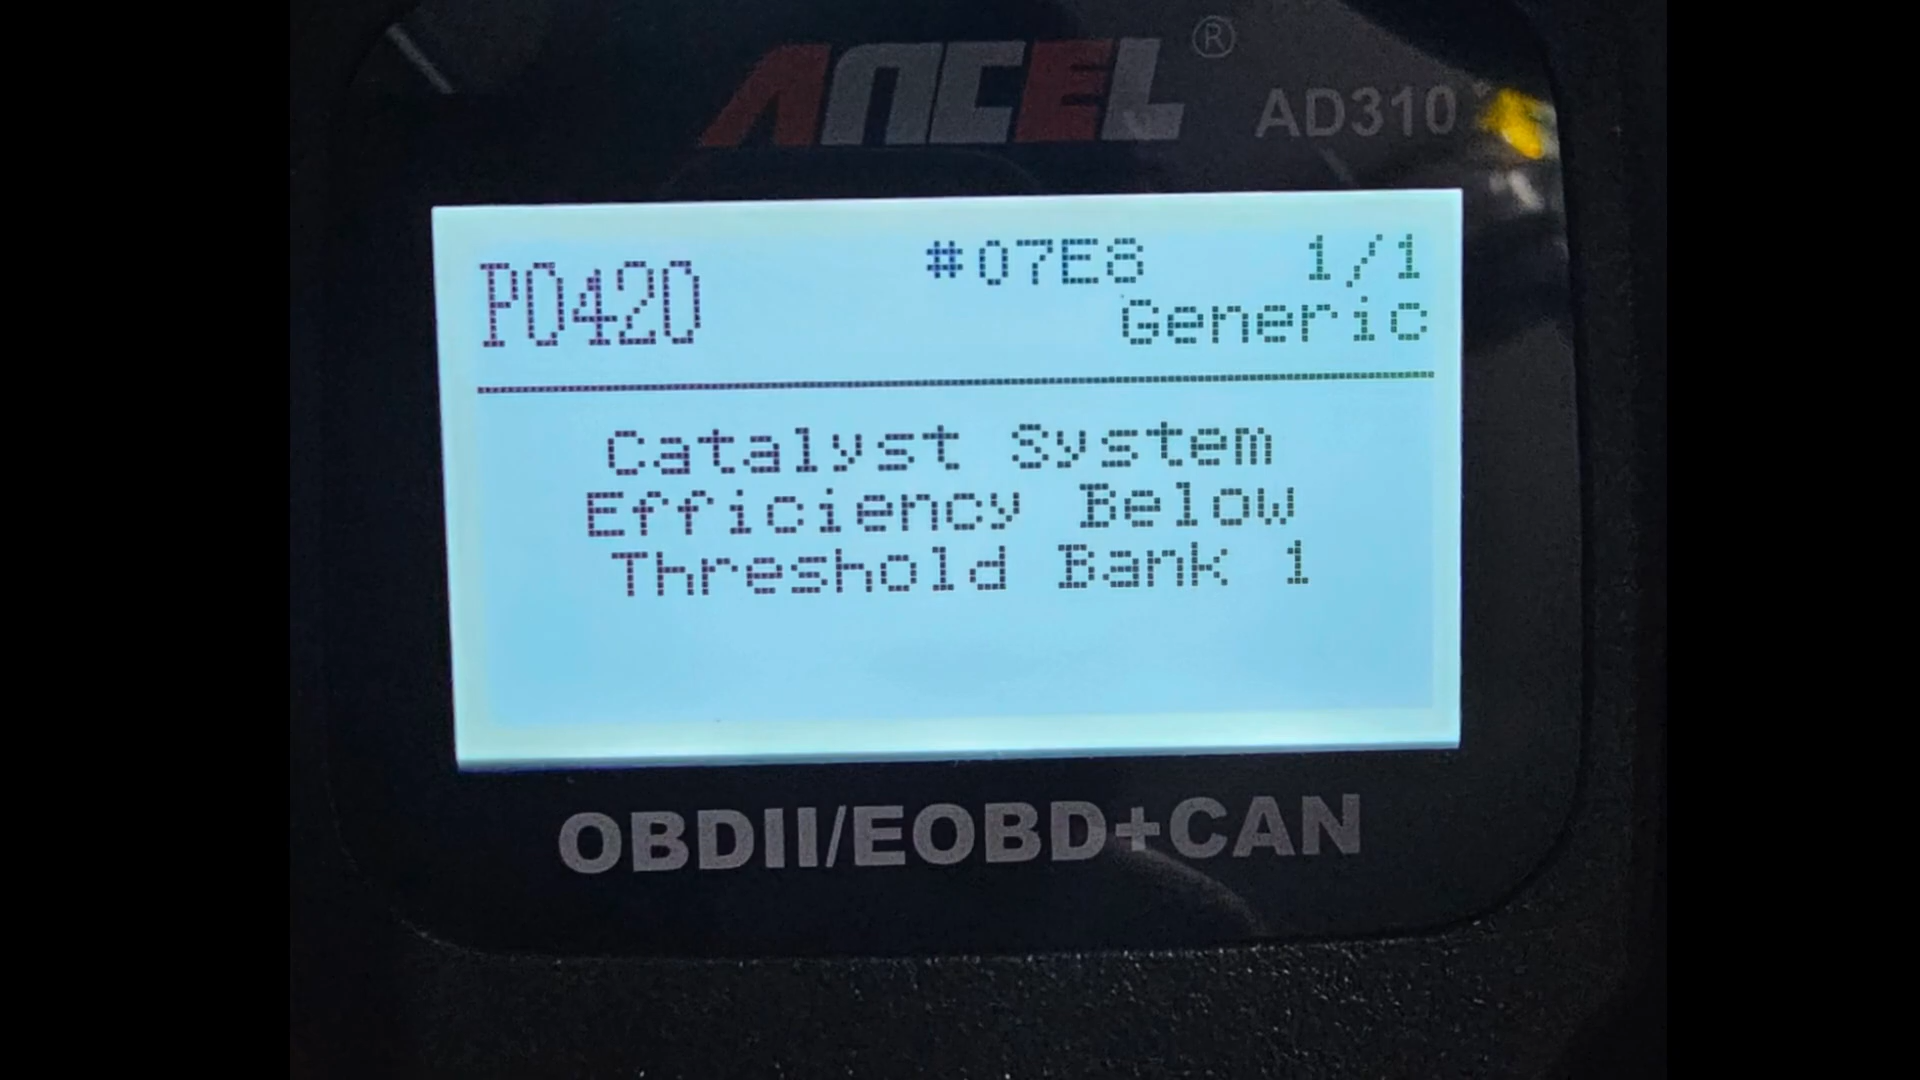 ANCEL ®
AD310
P0420 #07E8 1/1
Generic
Catalyst System
Efficiency Below
Threshold Bank 1
OBDII/EOBD+CAN